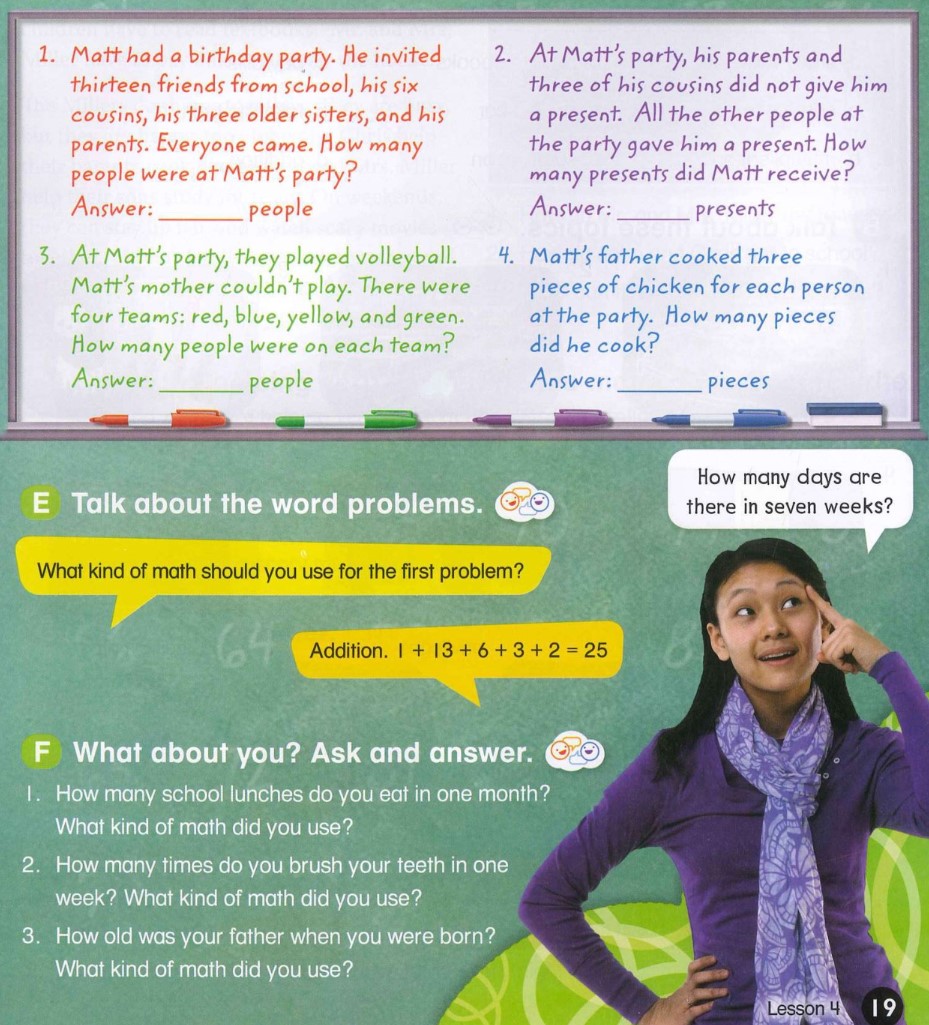 1. Matt had a birthday party. He invited
thirteen friends from school, his six
cousins, his three older sisters, and his
parents. Everyone came. How many
people were at Matt's party?
Answer: ________ people
2. At Matt's party, his parents and
three of his cousins did not give him
a present. All the other people at
the party gave him a present. How
many presents did Matt receive?
Answer: _______ presents
3. At Matt's party, they played volleyball.
Matt's mother couldn't play. There were
four teams: red, blue, yellow, and green.
How many people were on each team?
Answer: ________ people
4. Matt's father cooked three
pieces of chicken for each person
at the party. How many pieces
did he cook?
Answer: ________ pieces
E Talk about the word problems.
How many days are
there in seven weeks?
What kind of math should you use for the first problem?
Addition. 1 + 13 + 6 + 3 + 2 = 25
F What about you? Ask and answer.
1. How many school lunches do you eat in one month?
What kind of math did you use?
2. How many times do you brush your teeth in one
week? What kind of math did you use?
3. How old was your father when you were born?
What kind of math did you use?
Lesson 4 19